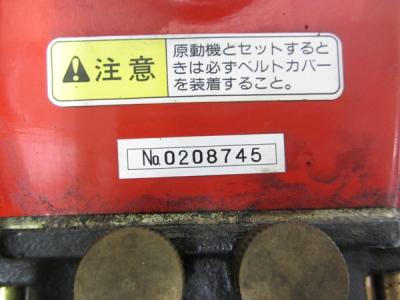 注意
原動機とセットすると
きは必ずベルトカバー
を装着すること。
№0208745